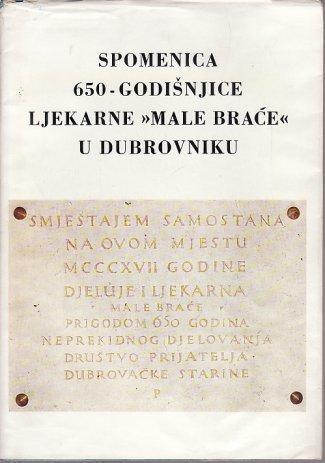 SPOMENICA
650-GODIŠNJICE
LJEKARNE »MALE BRAĆE«
U DUBROVNIKU
SMJEŠTAJEM SAMOSTANA
NA OVOM MJESTU
MCCCXVII GODINE
DJELUJE I LJEKARNA
MALE BRAĆE
PRIGODOM 650 GODINA
NEPREKIDNOG DJELOVANJA
DRUŠTVO PRIJATELJA
DUBROVAČKE STARINE
P